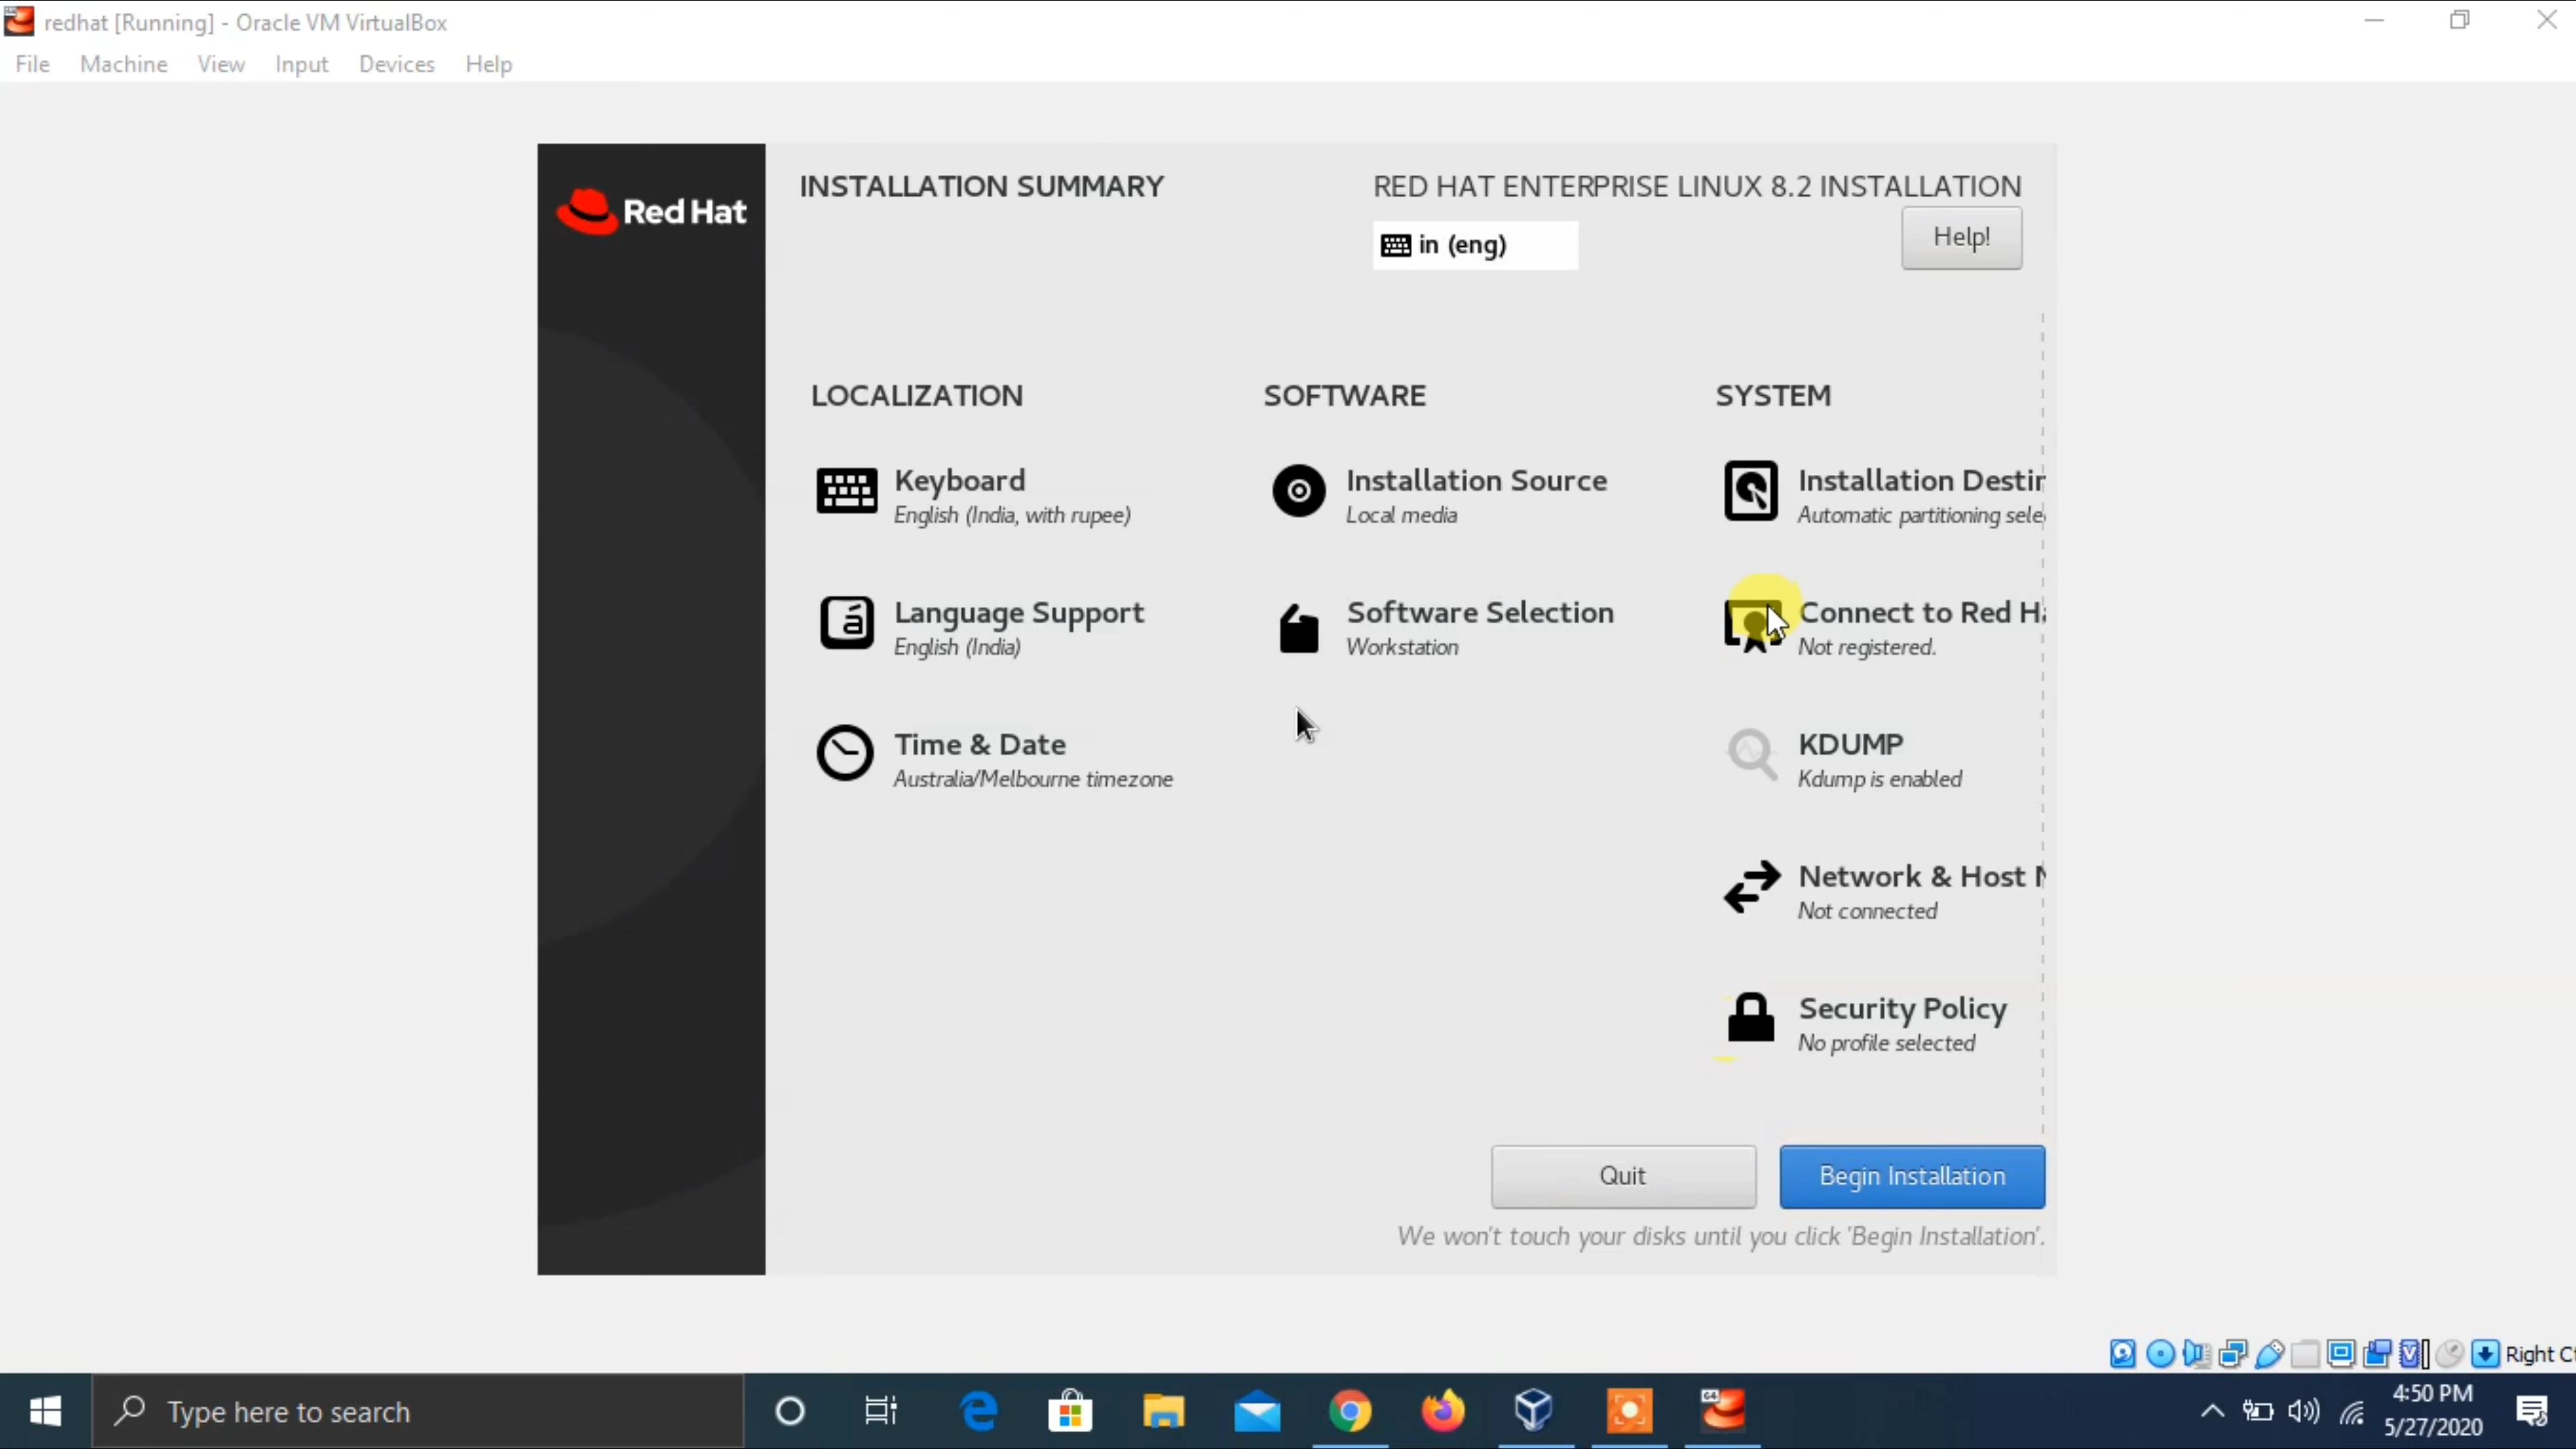 redhat [Running] - Oracle VM VirtualBox
File Machine View Input Devices Help
Red Hat
INSTALLATION SUMMARY
RED HAT ENTERPRISE LINUX 8.2 INSTALLATION
in (eng)
Help!
LOCALIZATION
Keyboard
English (India, with rupee)
Language Support
English (India)
Time & Date
Australia/Melbourne timezone
SOFTWARE
Installation Source
Local media
Software Selection
Workstation
SYSTEM
Installation Destin
Automatic partitioning sele
Connect to Red Ha
Not registered.
KDUMP
Kdump is enabled
Network & Host N
Not connected
Security Policy
No profile selected
Quit
Begin Installation
We won't touch your disks until you click 'Begin Installation'.
Right Ct
Type here to search
64
4:50 PM
5/27/2020